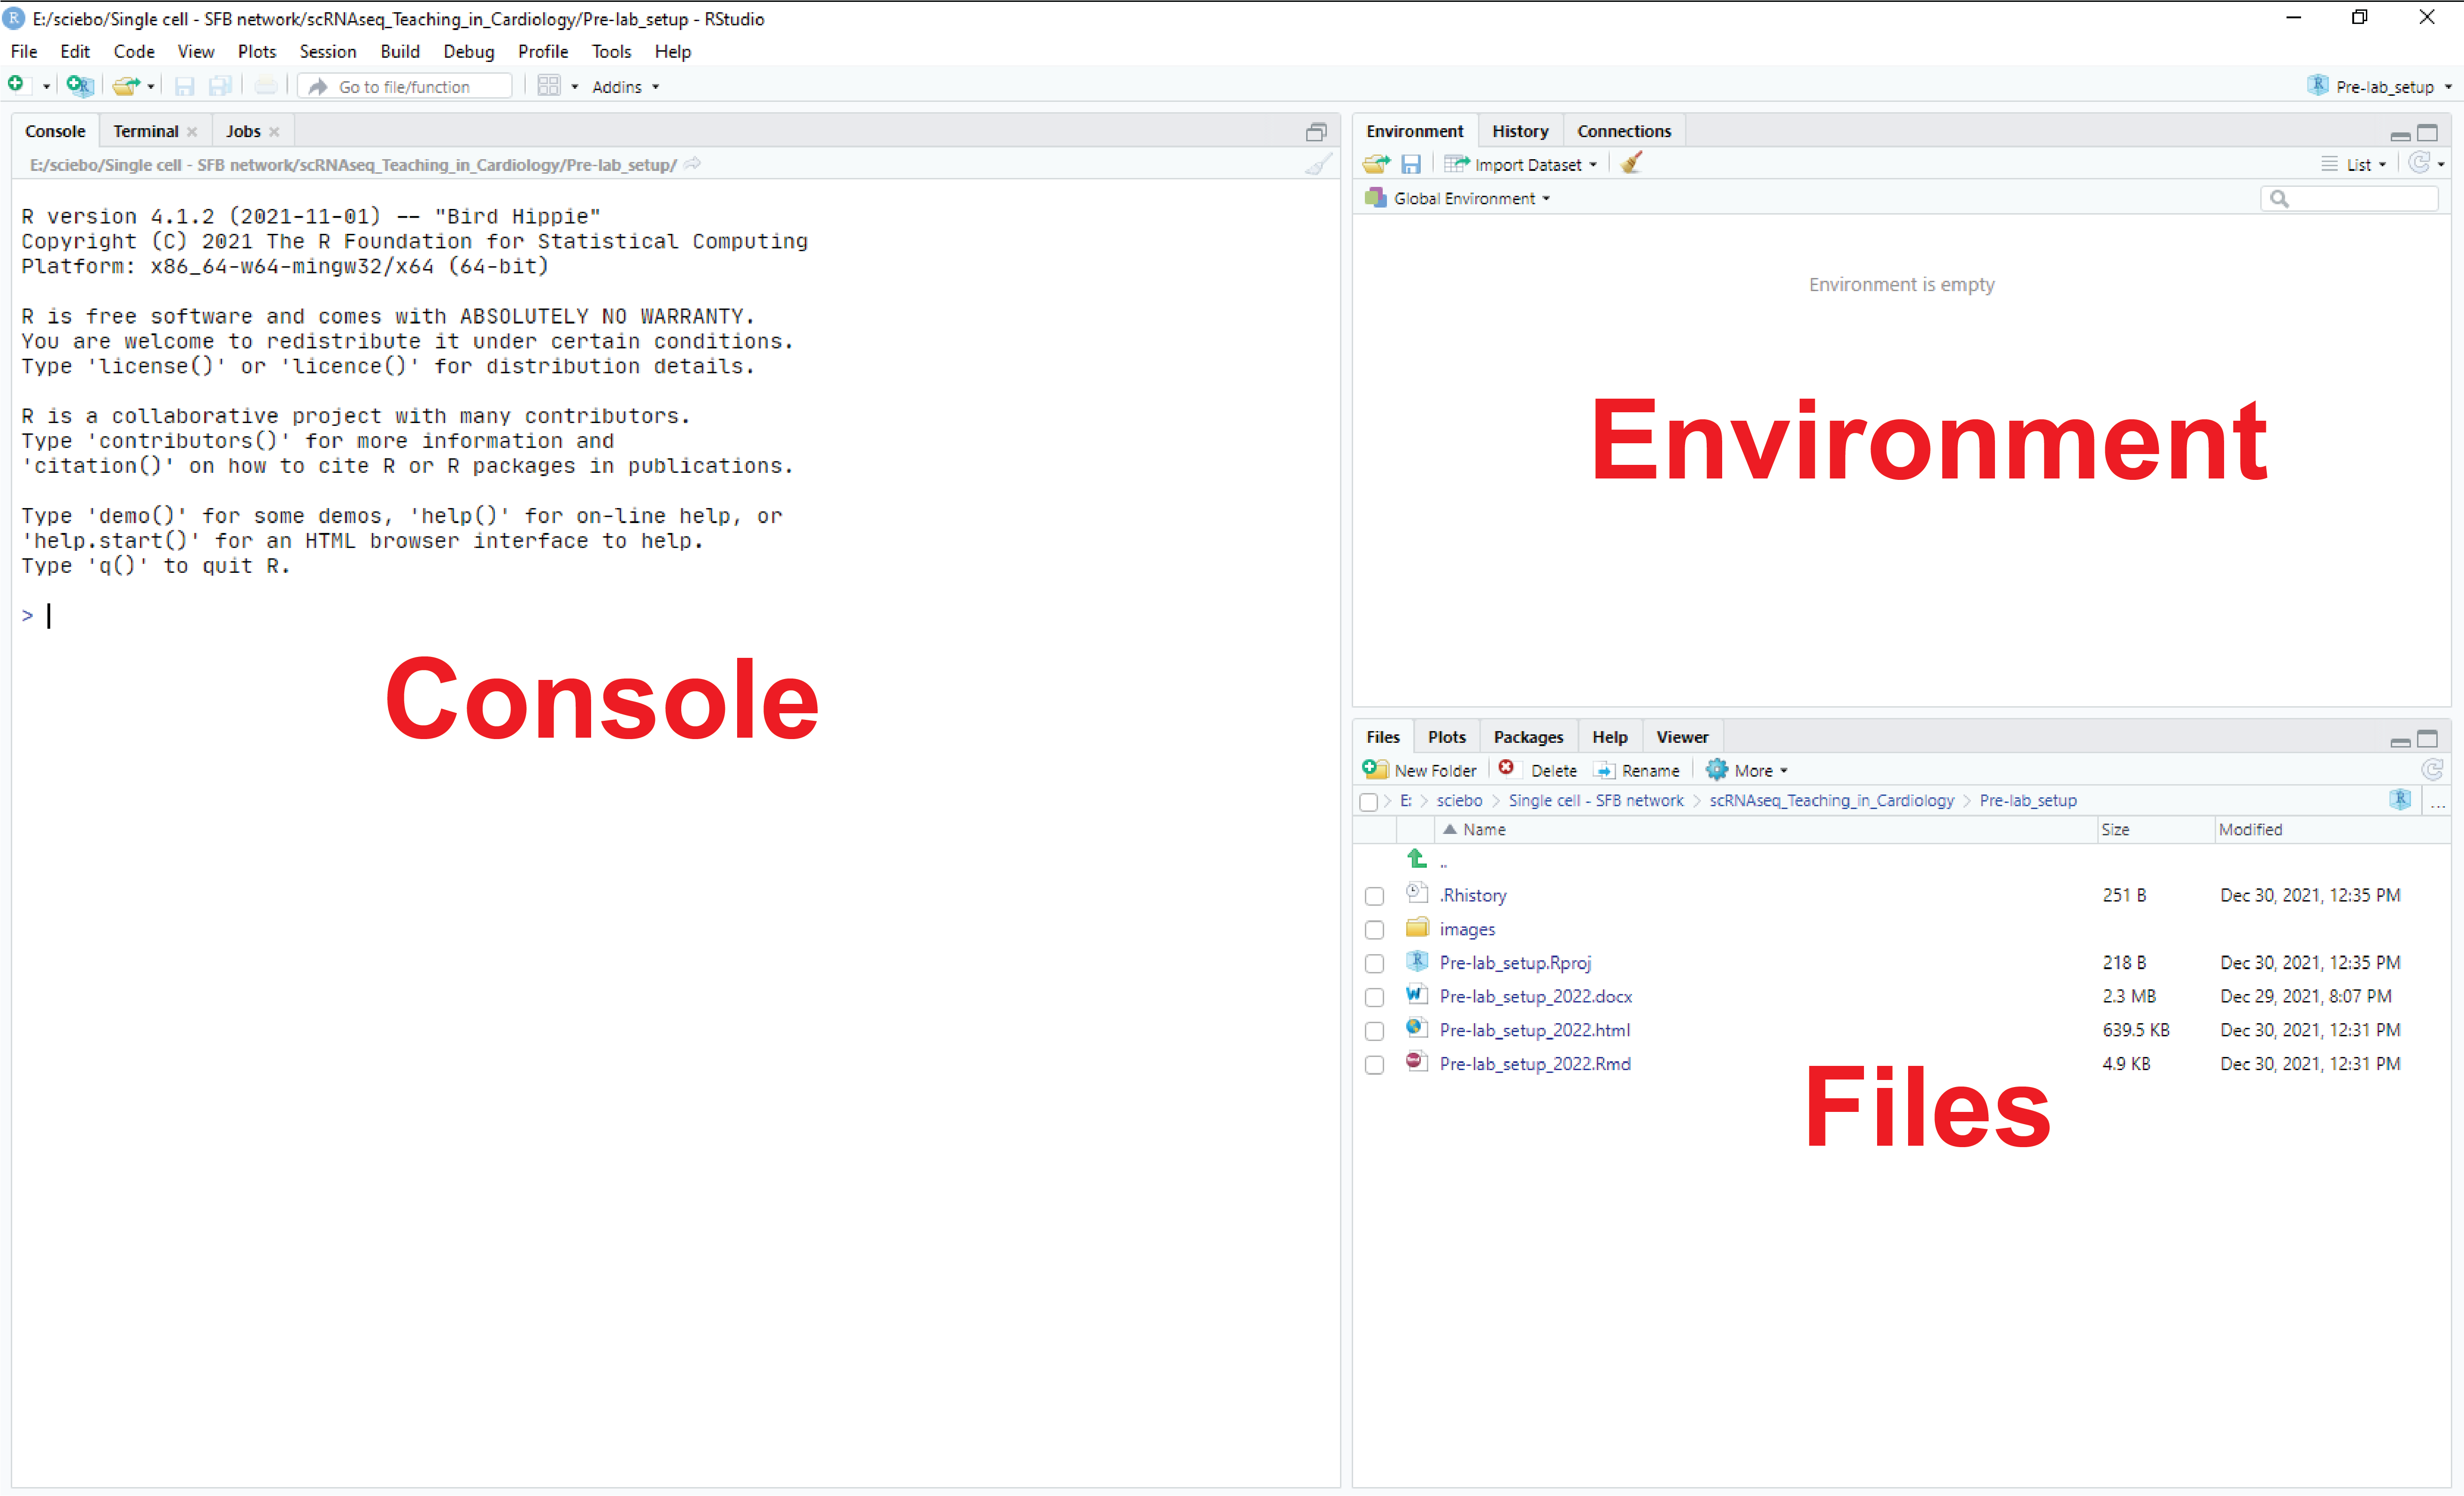 E:/sciebo/Single cell - SFB network/scRNAseq_Teaching_in_Cardiology/Pre-lab_setup - RStudio
File Edit Code View Plots Session Build Debug Profile Tools Help
Go to file/function Addins Pre-lab_setup
Console Terminal Jobs
E:/sciebo/Single cell - SFB network/scRNAseq_Teaching_in_Cardiology/Pre-lab_setup/
R version 4.1.2 (2021-11-01) -- "Bird Hippie"
Copyright (C) 2021 The R Foundation for Statistical Computing
Platform: x86_64-w64-mingw32/x64 (64-bit)
R is free software and comes with ABSOLUTELY NO WARRANTY.
You are welcome to redistribute it under certain conditions.
Type 'license()' or 'licence()' for distribution details.
R is a collaborative project with many contributors.
Type 'contributors()' for more information and
'citation()' on how to cite R or R packages in publications.
Type 'demo()' for some demos, 'help()' for on-line help, or
'help.start()' for an HTML browser interface to help.
Type 'q()' to quit R.
>
Console
Environment History Connections
Import Dataset List
Global Environment
Environment is empty
Environment
Files Plots Packages Help Viewer
New Folder Delete Rename More
E: > sciebo > Single cell - SFB network > scRNAseq_Teaching_in_Cardiology > Pre-lab_setup ...
Name Size Modified
..
.Rhistory 251 B Dec 30, 2021, 12:35 PM
images
Pre-lab_setup.Rproj 218 B Dec 30, 2021, 12:35 PM
Pre-lab_setup_2022.docx 2.3 MB Dec 29, 2021, 8:07 PM
Pre-lab_setup_2022.html 639.5 KB Dec 30, 2021, 12:31 PM
Pre-lab_setup_2022.Rmd 4.9 KB Dec 30, 2021, 12:31 PM
Files